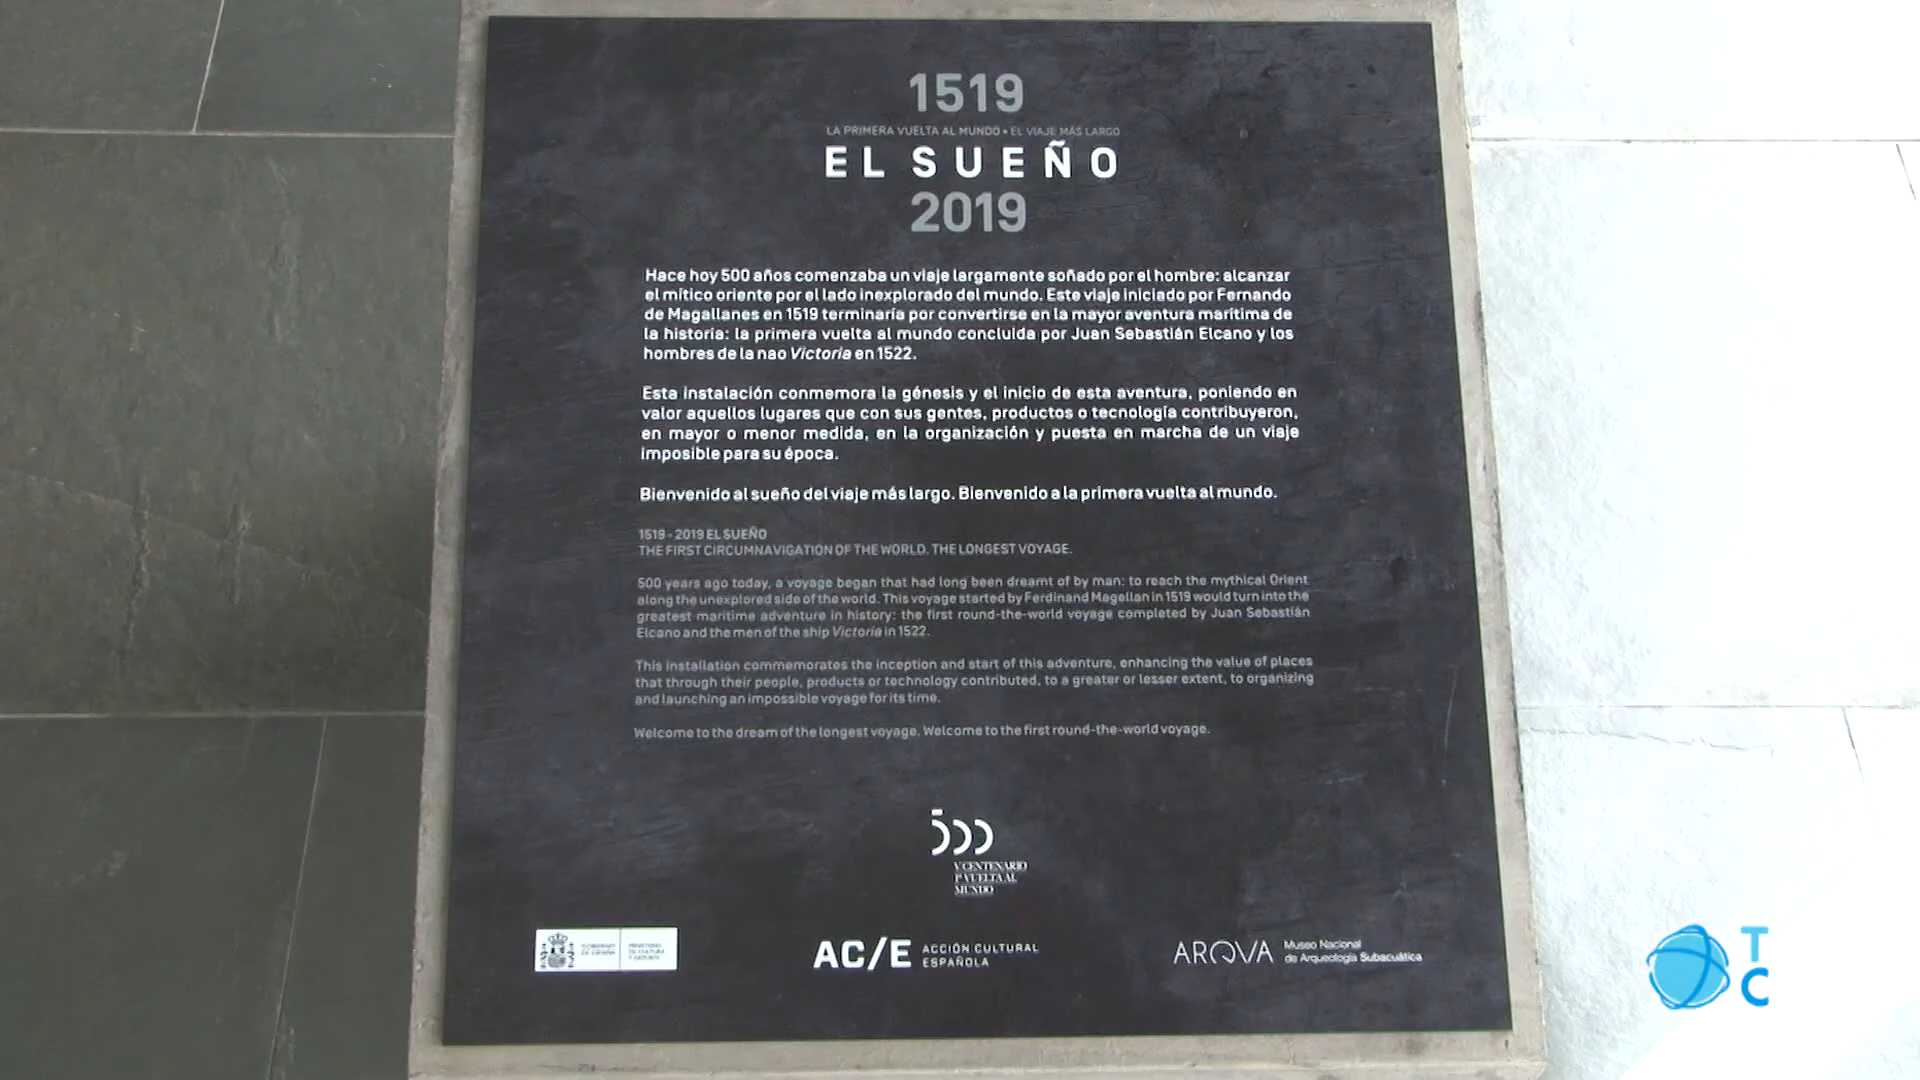 1519
LA PRIMERA VUELTA AL MUNDO • EL VIAJE MÁS LARGO
EL SUEÑO
2019
Hace hoy 500 años comenzaba un viaje largamente soñado por el hombre: alcanzar
el mítico oriente por el lado inexplorado del mundo. Este viaje iniciado por Fernando
de Magallanes en 1519 terminaría por convertirse en la mayor aventura marítima de
la historia: la primera vuelta al mundo concluida por Juan Sebastián Elcano y los
hombres de la nao Victoria en 1522.
Esta instalación conmemora la génesis y el inicio de esta aventura, poniendo en
valor aquellos lugares que con sus gentes, productos o tecnología contribuyeron,
en mayor o menor medida, en la organización y puesta en marcha de un viaje
imposible para su época.
Bienvenido al sueño del viaje más largo. Bienvenido a la primera vuelta al mundo.
1519 - 2019 EL SUEÑO
THE FIRST CIRCUMNAVIGATION OF THE WORLD. THE LONGEST VOYAGE.
500 years ago today, a voyage began that had long been dreamt of by man: to reach the mythical Orient
along the unexplored side of the world. This voyage started by Ferdinand Magellan in 1519 would turn into the
greatest maritime adventure in history: the first round-the-world voyage completed by Juan Sebastián
Elcano and the men of the ship Victoria in 1522.
This installation commemorates the inception and start of this adventure, enhancing the value of places
that through their people, products or technology contributed, to a greater or lesser extent, to organizing
and launching an impossible voyage for its time.
Welcome to the dream of the longest voyage. Welcome to the first round-the-world voyage.
500
V CENTENARIO
1ª VUELTA AL
MUNDO
GOBIERNO
DE ESPAÑA
MINISTERIO
DE CULTURA
Y DEPORTE
AC/E ACCIÓN CULTURAL
ESPAÑOLA
ARQVA Museo Nacional
de Arqueología Subacuática
T
C